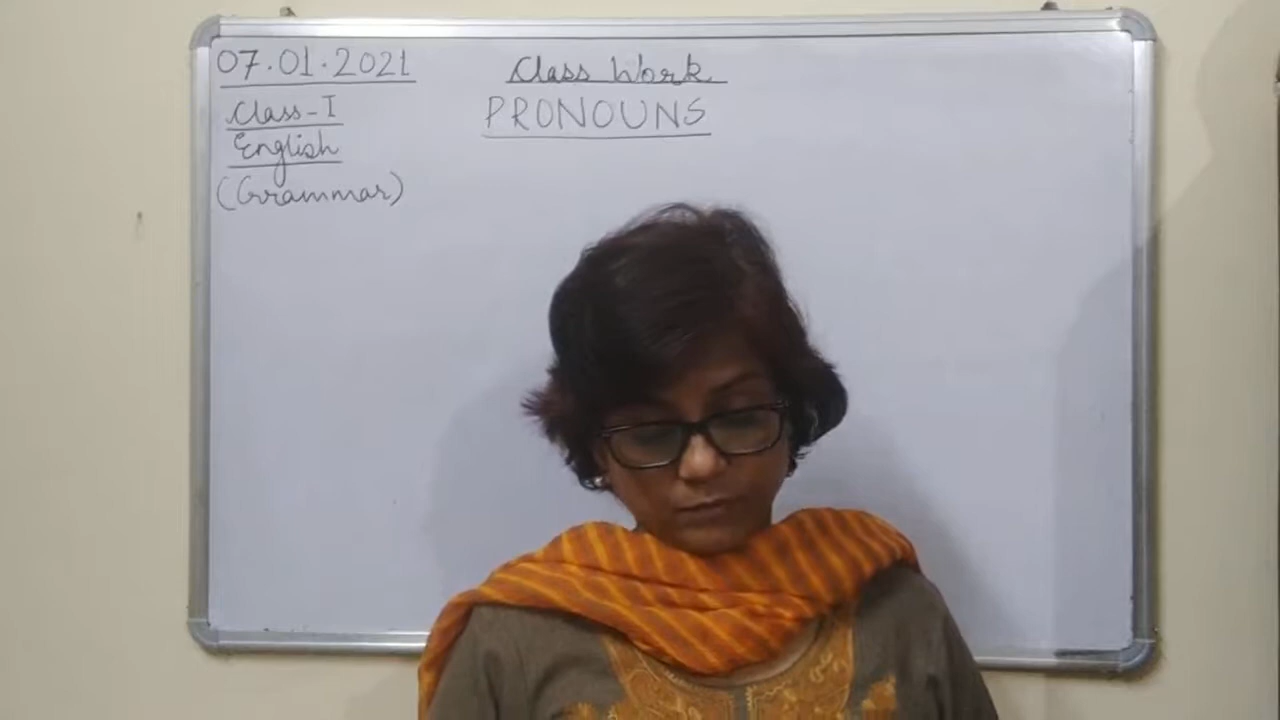 07.01.2021
Class Work
Class-I
PRONOUNS
English
(Grammar)